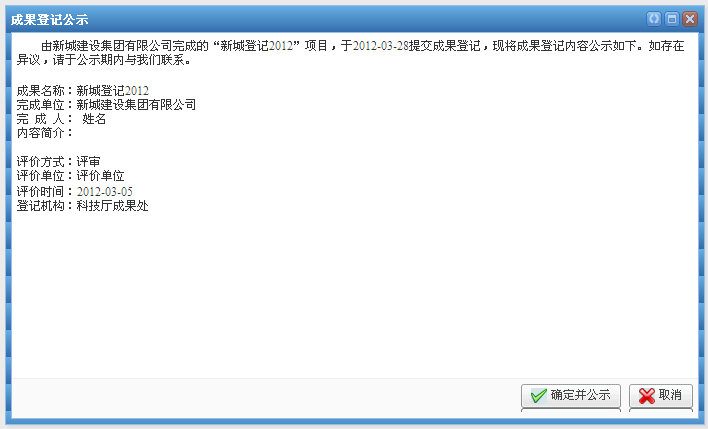 成果登记公示
由新城建设集团有限公司完成的“新城登记2012”项目，于2012-03-28提交成果登记，现将成果登记内容公示如下。如存在
异议，请于公示期内与我们联系。
成果名称：新城登记2012
完成单位：新城建设集团有限公司
完 成 人： 姓名
内容简介：
评价方式：评审
评价单位：评价单位
评价时间：2012-03-05
登记机构：科技厅成果处
确定并公示
取消